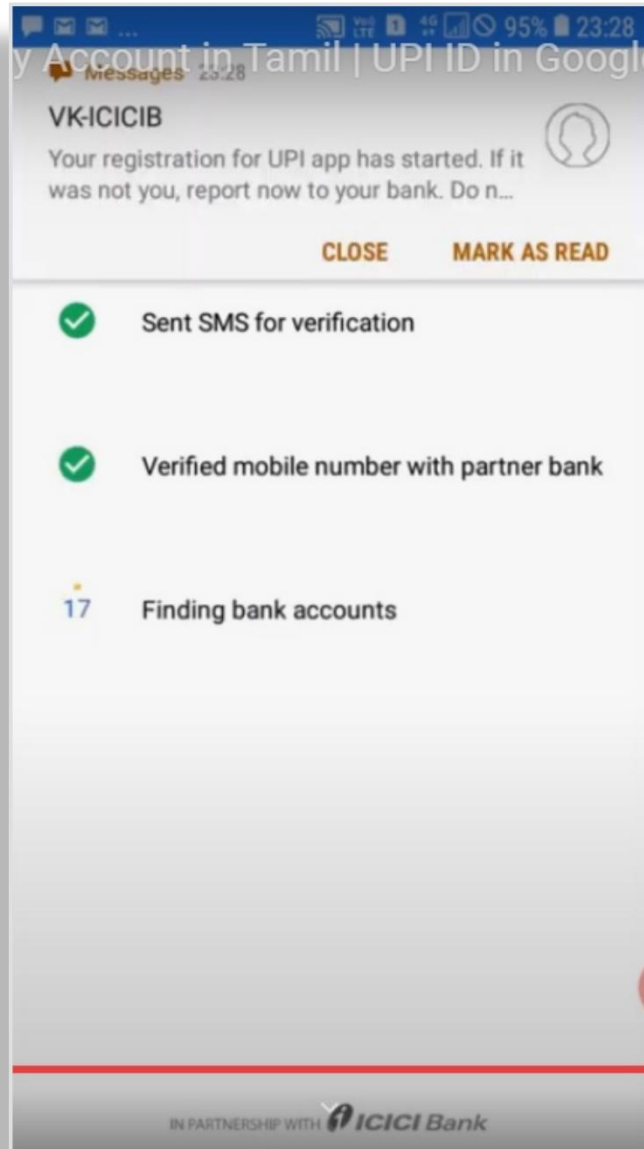 95% 23:28
y Account in Tamil | UPI ID in Googl
Messages 23:28
VK-ICICIB
Your registration for UPI app has started. If it
was not you, report now to your bank. Do n...
CLOSE MARK AS READ
Sent SMS for verification
Verified mobile number with partner bank
17 Finding bank accounts
IN PARTNERSHIP WITH ICICI Bank